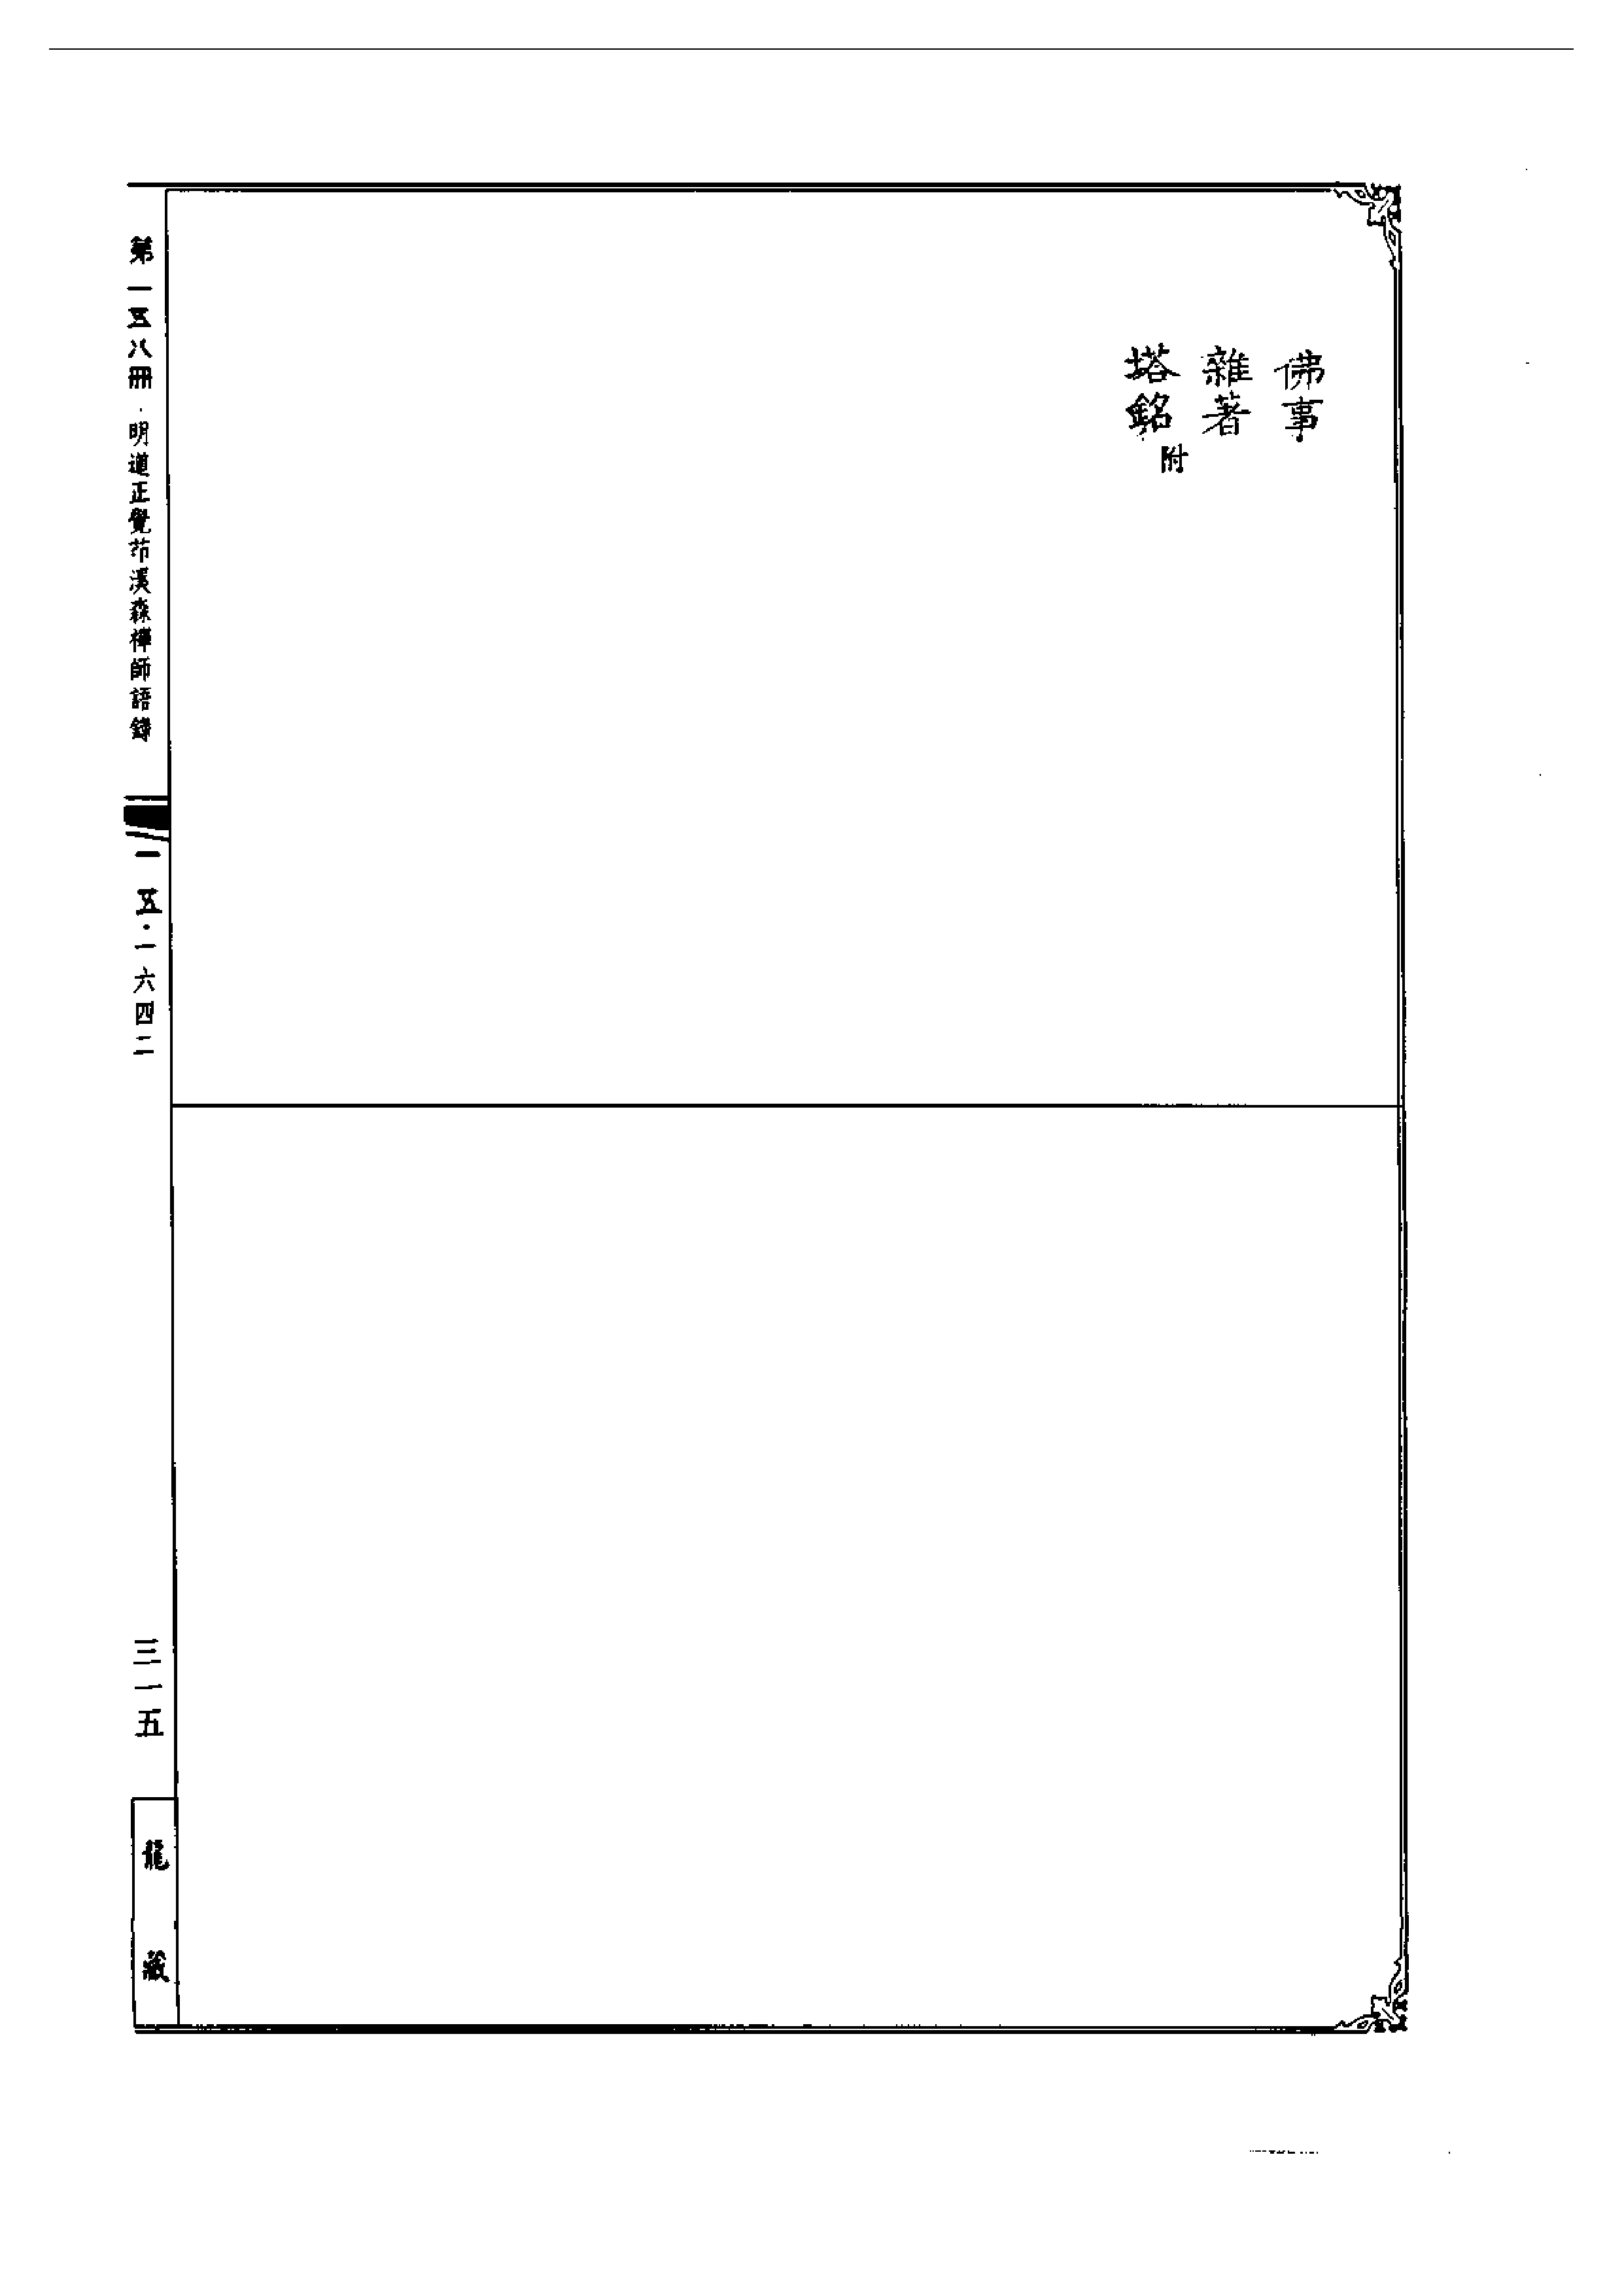 佛事
雜著
塔銘附
第一五八冊·明道正覺茆溪森禪師語錄
一五·一六四二
三一五
龍藏